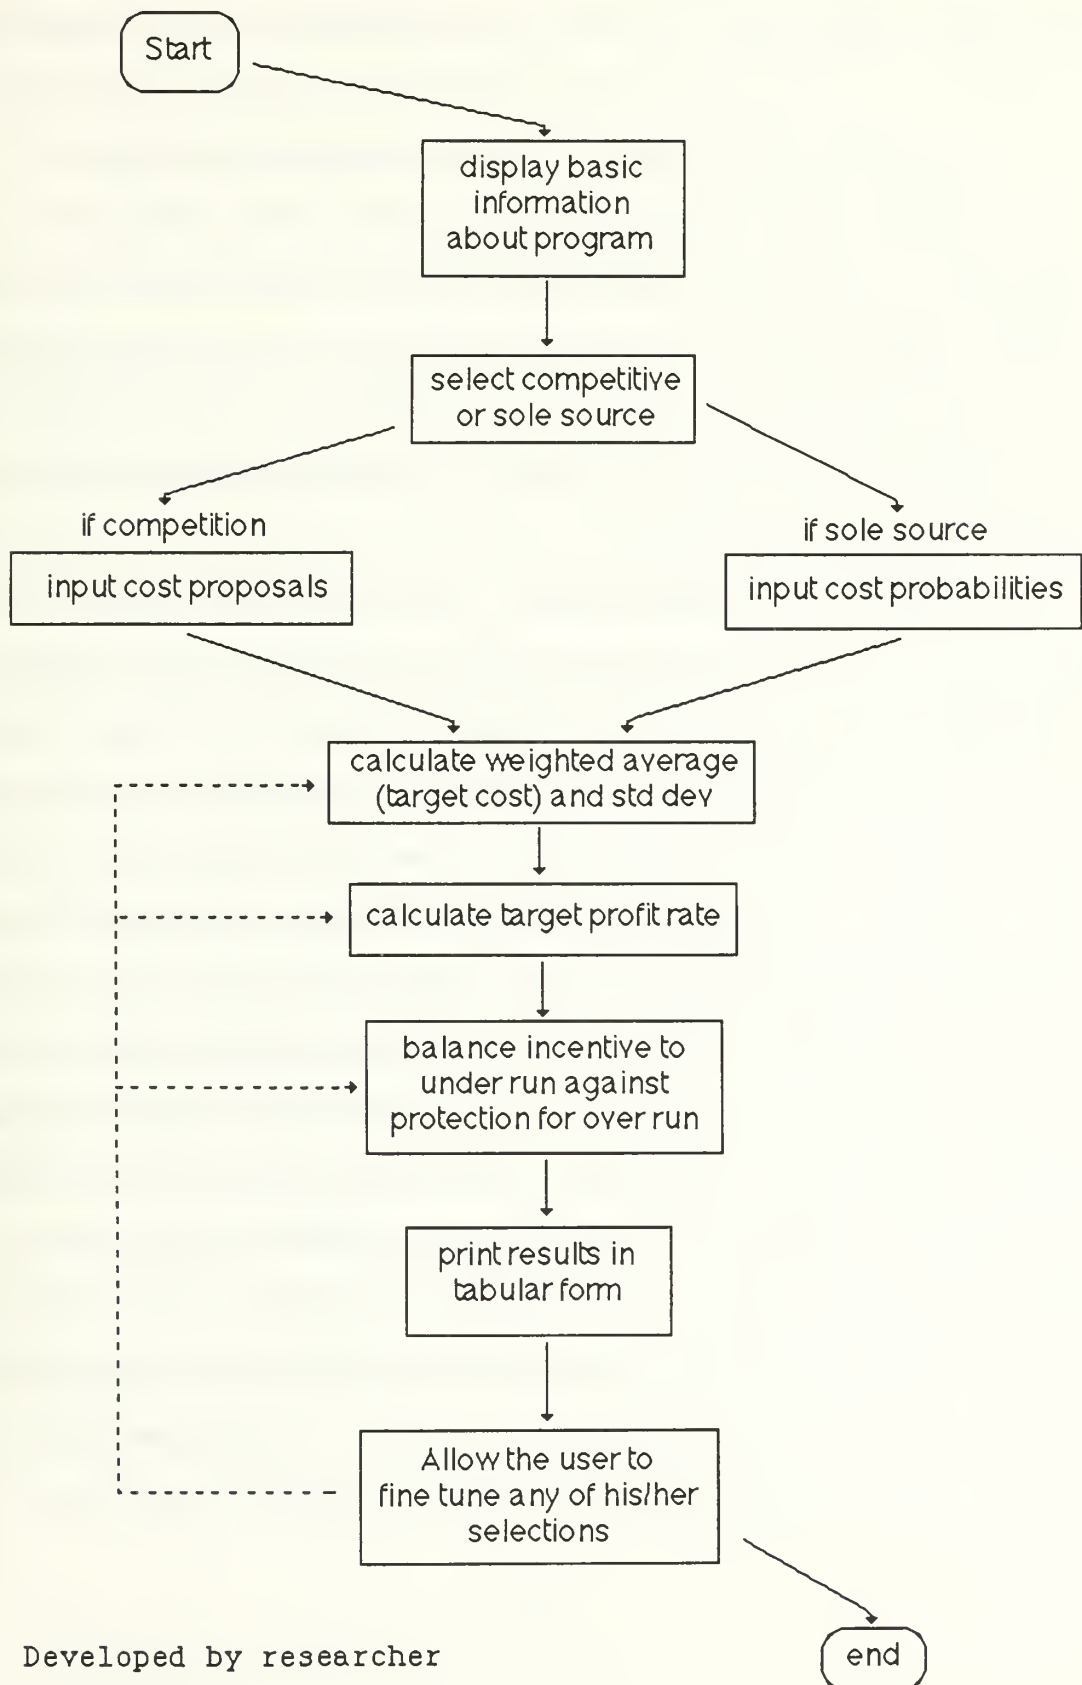 Start
display basic
information
about program
select competitive
or sole source
if competition
input cost proposals
if sole source
input cost probabilities
calculate weighted average
(target cost) and std dev
calculate target profit rate
balance incentive to
under run against
protection for over run
print results in
tabular form
Allow the user to
fine tune any of his/her
selections
end
Developed by researcher